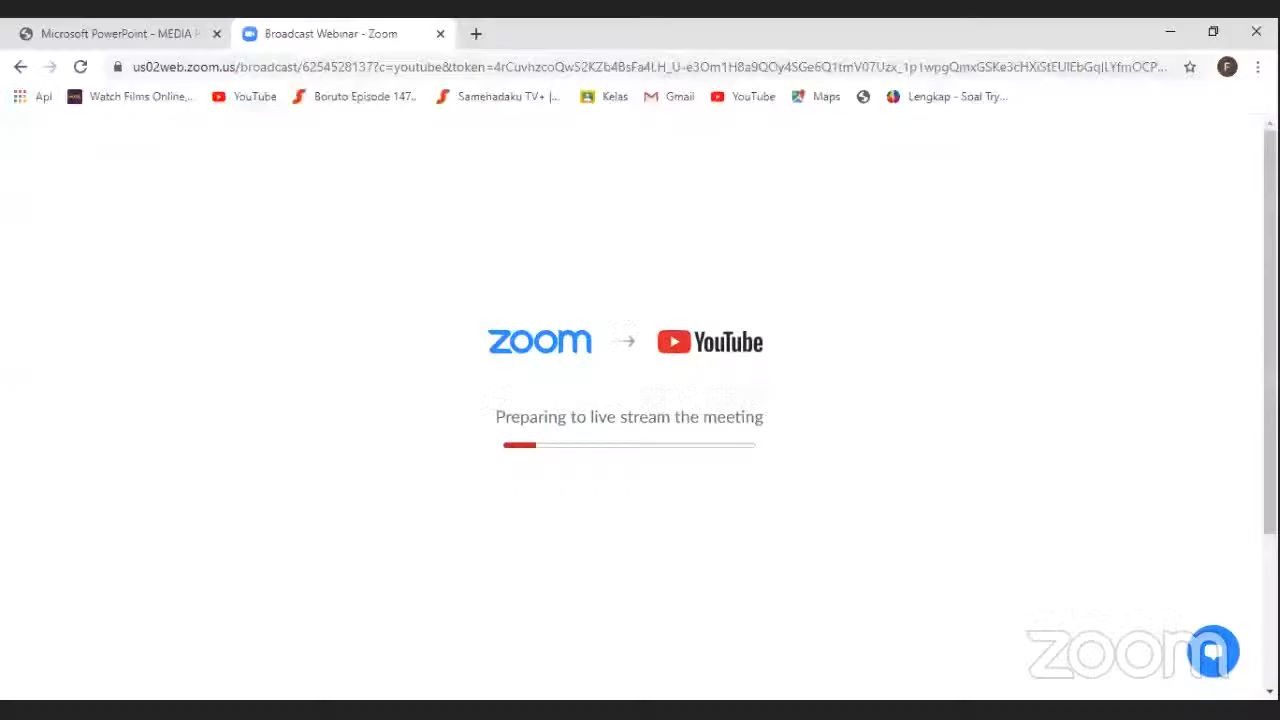 Microsoft PowerPoint - MEDIA P
Broadcast Webinar - Zoom
Api
Watch Films Online,...
YouTube
Boruto Episode 147...
Samehadaku TV+ |...
Kelas
Gmail
YouTube
Maps
Lengkap - Soal Try...
zoom → YouTube
Preparing to live stream the meeting
zoom